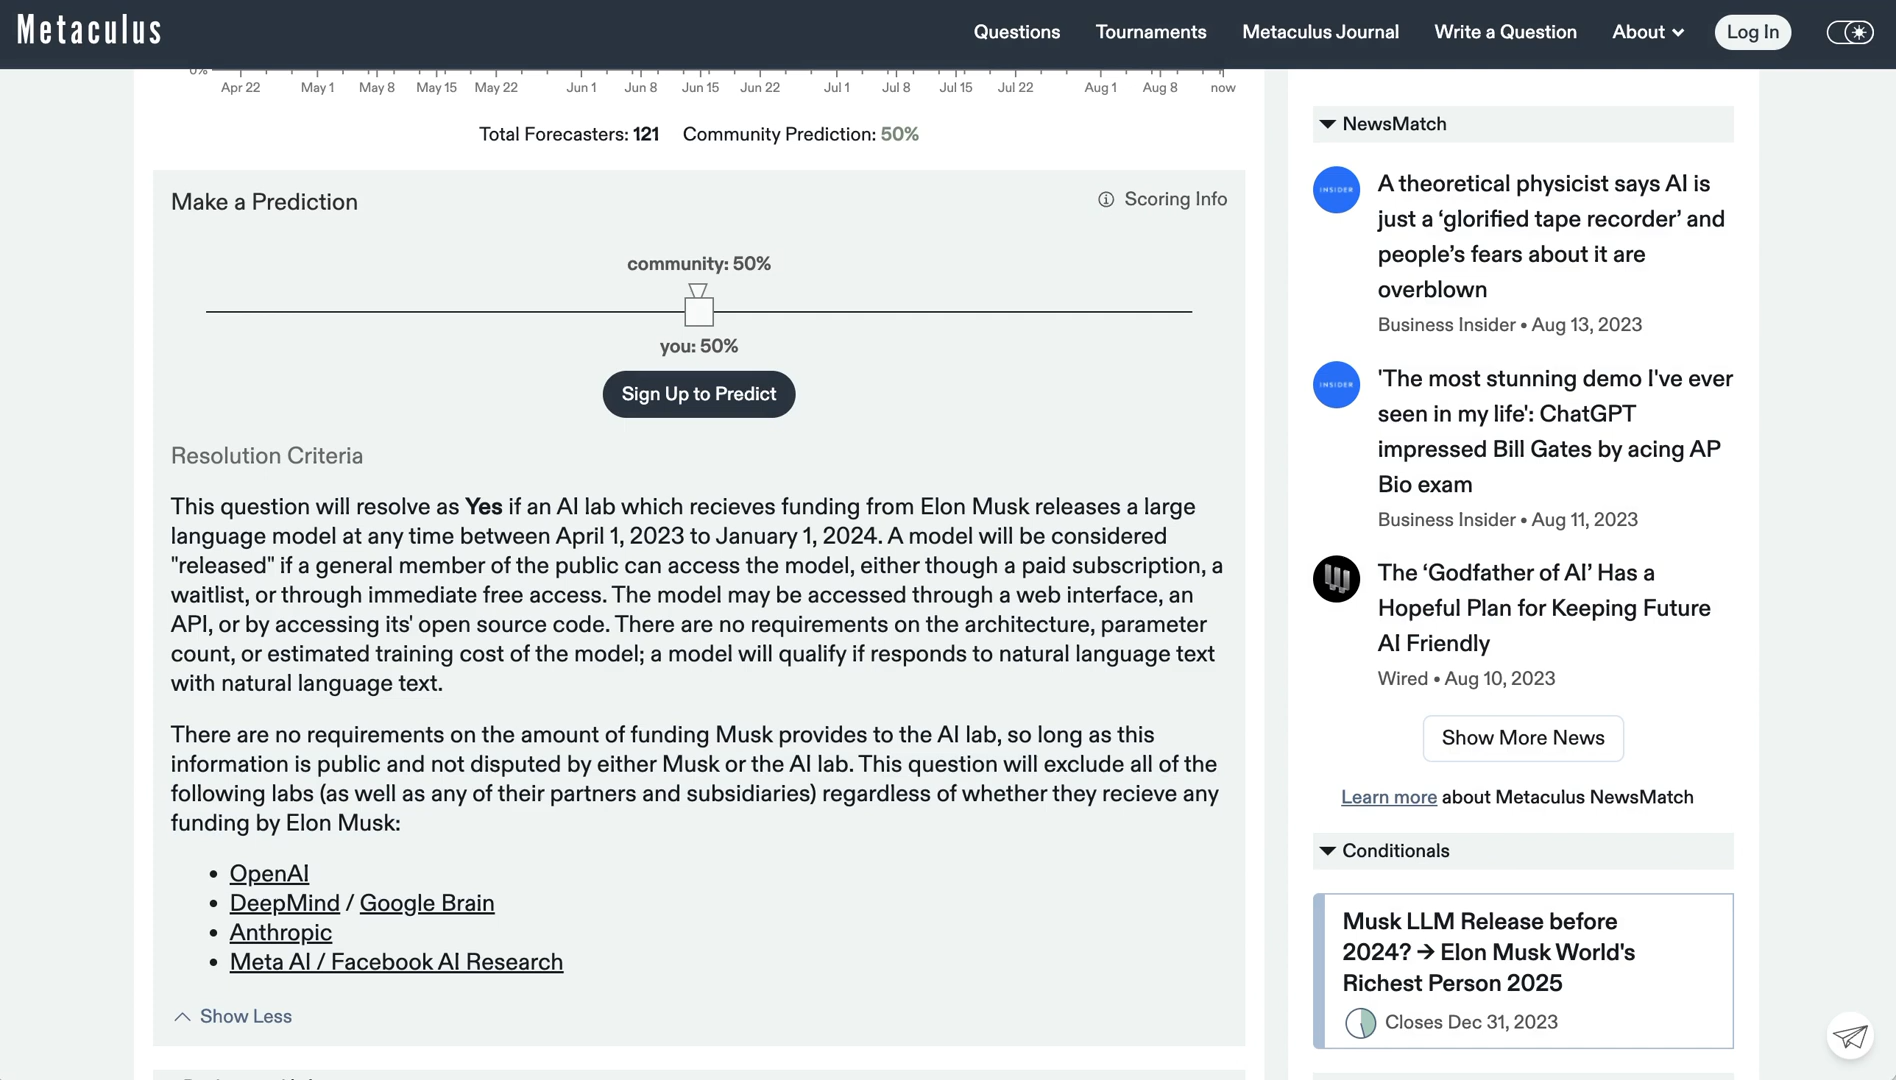 Metaculus
Questions Tournaments Metaculus Journal Write a Question About Log In
0%
Apr 22 May 1 May 8 May 15 May 22 Jun 1 Jun 8 Jun 15 Jun 22 Jul 1 Jul 8 Jul 15 Jul 22 Aug 1 Aug 8 now
Total Forecasters: 121 Community Prediction: 50%
Make a Prediction
Scoring Info
community: 50%
you: 50%
Sign Up to Predict
Resolution Criteria
This question will resolve as Yes if an AI lab which recieves funding from Elon Musk releases a large
language model at any time between April 1, 2023 to January 1, 2024. A model will be considered
"released" if a general member of the public can access the model, either though a paid subscription, a
waitlist, or through immediate free access. The model may be accessed through a web interface, an
API, or by accessing its' open source code. There are no requirements on the architecture, parameter
count, or estimated training cost of the model; a model will qualify if responds to natural language text
with natural language text.
There are no requirements on the amount of funding Musk provides to the AI lab, so long as this
information is public and not disputed by either Musk or the AI lab. This question will exclude all of the
following labs (as well as any of their partners and subsidiaries) regardless of whether they recieve any
funding by Elon Musk:
• OpenAI
• DeepMind / Google Brain
• Anthropic
• Meta AI / Facebook AI Research
Show Less
NewsMatch
INSIDER
A theoretical physicist says AI is
just a ‘glorified tape recorder’ and
people’s fears about it are
overblown
Business Insider • Aug 13, 2023
INSIDER
'The most stunning demo I've ever
seen in my life': ChatGPT
impressed Bill Gates by acing AP
Bio exam
Business Insider • Aug 11, 2023
The ‘Godfather of AI’ Has a
Hopeful Plan for Keeping Future
AI Friendly
Wired • Aug 10, 2023
Show More News
Learn more about Metaculus NewsMatch
Conditionals
Musk LLM Release before
2024? → Elon Musk World's
Richest Person 2025
Closes Dec 31, 2023